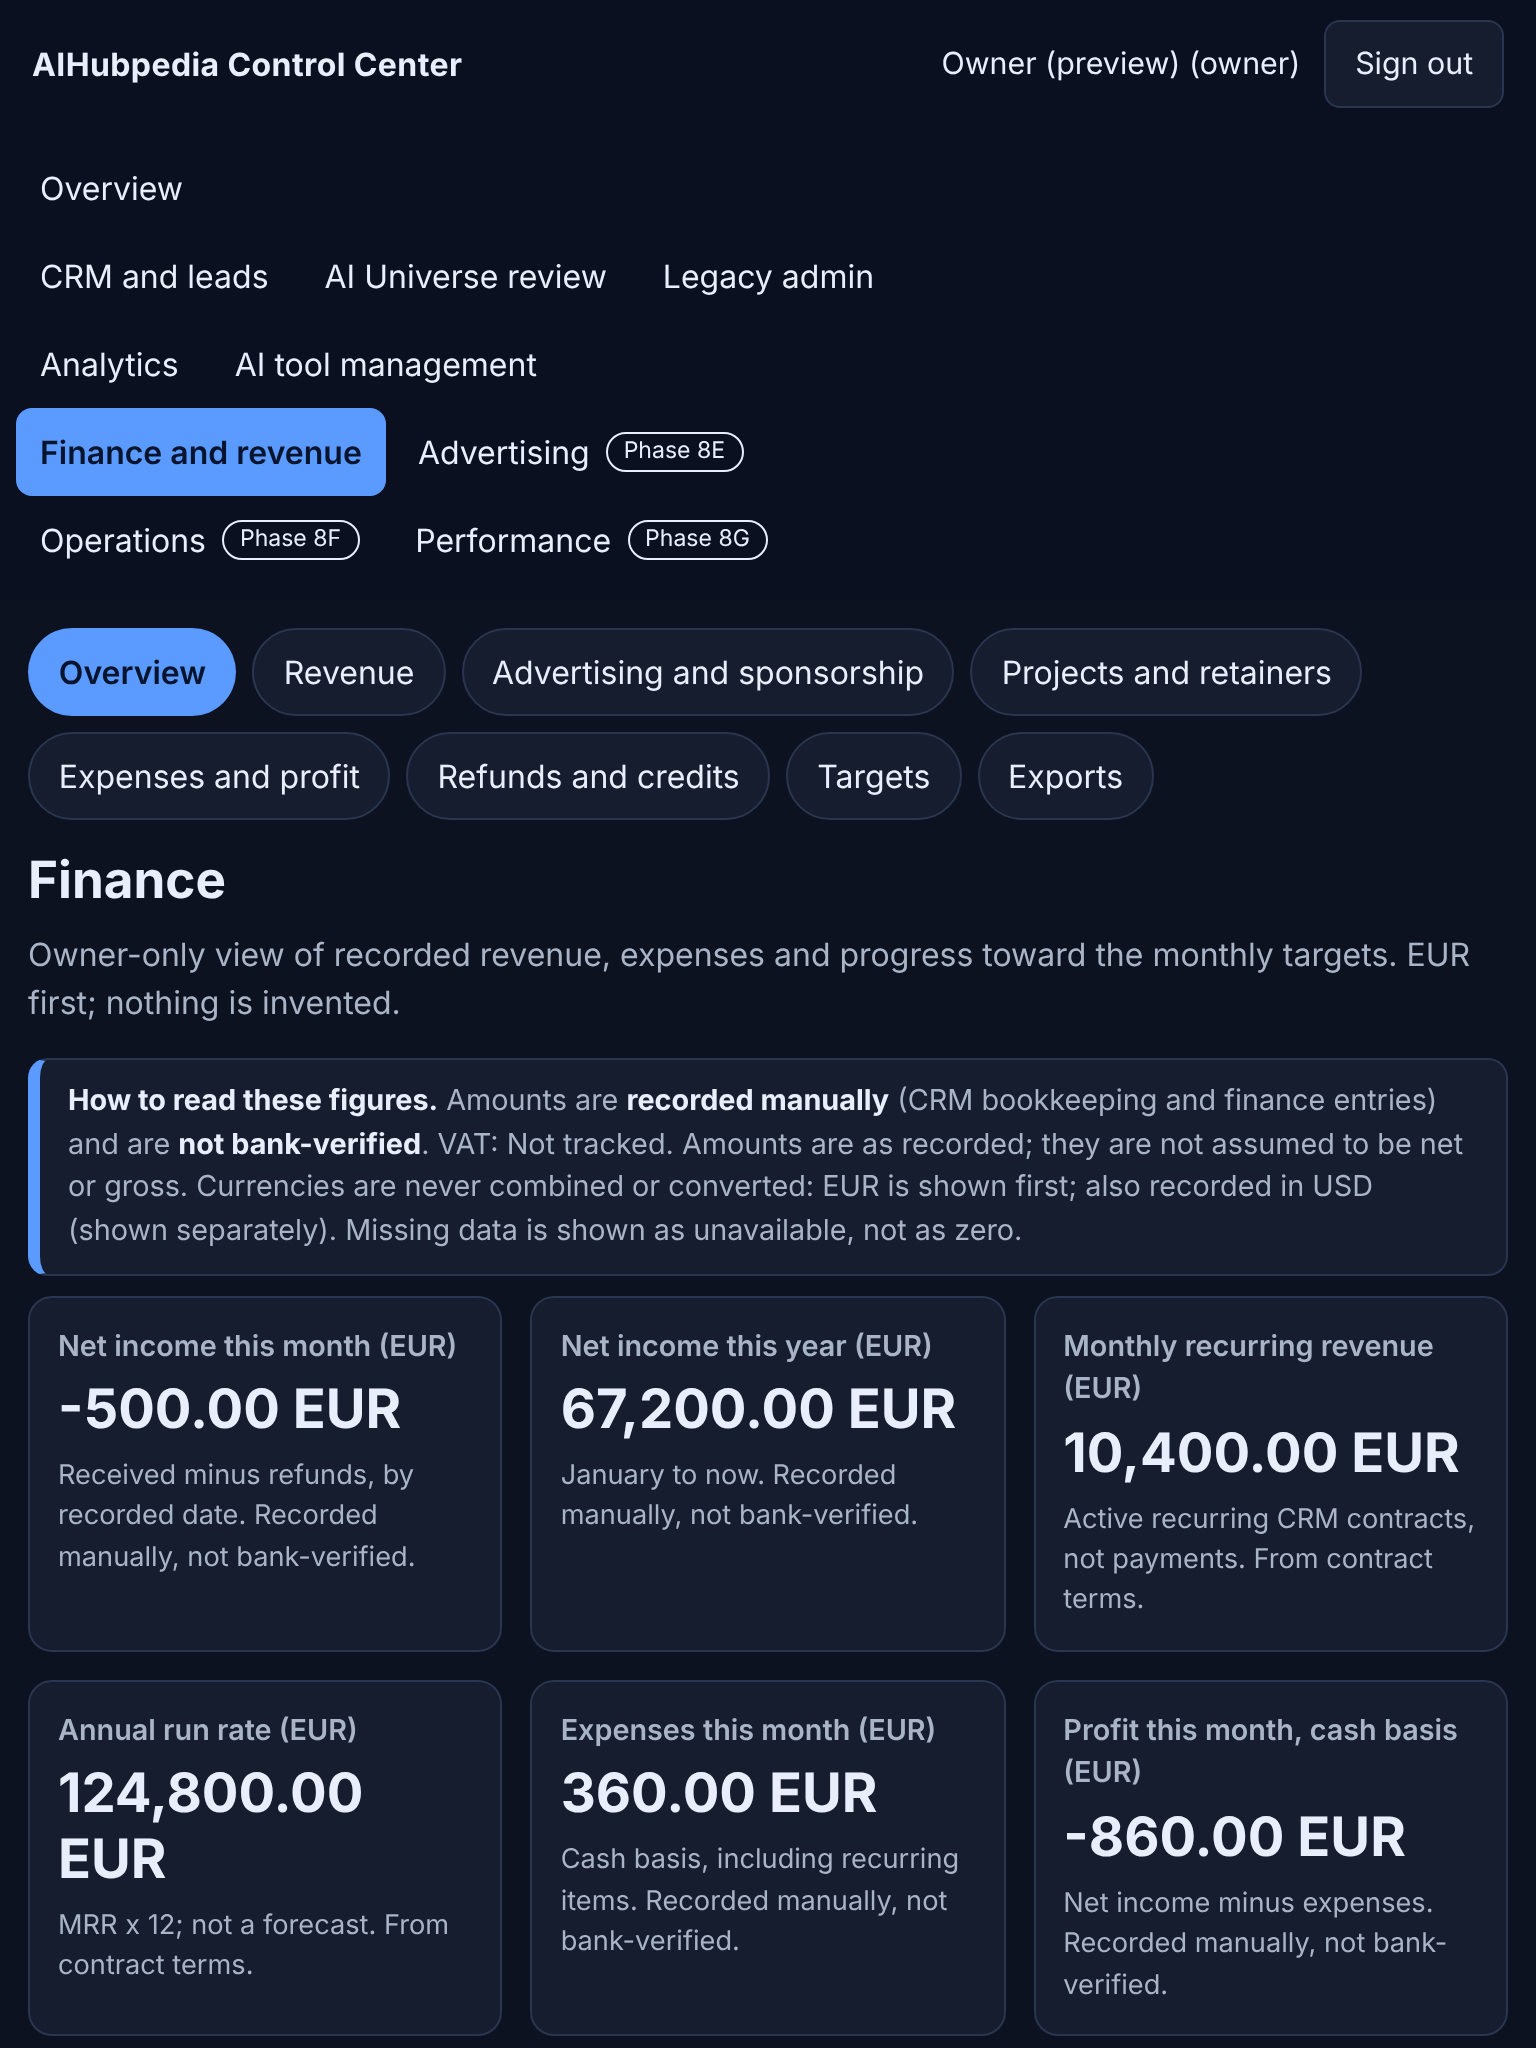 AIHubpedia Control Center
Owner (preview) (owner)
Sign out
Overview
CRM and leads
AI Universe review
Legacy admin
Analytics
AI tool management
Finance and revenue
Advertising
Phase 8E
Operations
Phase 8F
Performance
Phase 8G
Overview
Revenue
Advertising and sponsorship
Projects and retainers
Expenses and profit
Refunds and credits
Targets
Exports
Finance
Owner-only view of recorded revenue, expenses and progress toward the monthly targets. EUR
first; nothing is invented.
How to read these figures. Amounts are recorded manually (CRM bookkeeping and finance entries)
and are not bank-verified. VAT: Not tracked. Amounts are as recorded; they are not assumed to be net
or gross. Currencies are never combined or converted: EUR is shown first; also recorded in USD
(shown separately). Missing data is shown as unavailable, not as zero.
Net income this month (EUR)
-500.00 EUR
Received minus refunds, by
recorded date. Recorded
manually, not bank-verified.
Net income this year (EUR)
67,200.00 EUR
January to now. Recorded
manually, not bank-verified.
Monthly recurring revenue
(EUR)
10,400.00 EUR
Active recurring CRM contracts,
not payments. From contract
terms.
Annual run rate (EUR)
124,800.00
EUR
MRR x 12; not a forecast. From
contract terms.
Expenses this month (EUR)
360.00 EUR
Cash basis, including recurring
items. Recorded manually, not
bank-verified.
Profit this month, cash basis
(EUR)
-860.00 EUR
Net income minus expenses.
Recorded manually, not bank-
verified.